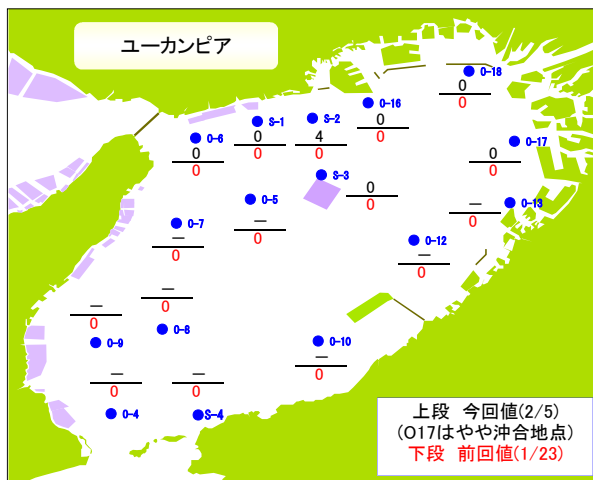 ユーカンピア
O-18
0
0
O-16
0
0
S-1
0
0
S-2
4
0
O-6
0
0
O-17
0
0
S-3
0
0
O-5
－
0
O-13
－
0
O-7
－
0
O-12
－
0
－
0
O-8
－
0
O-9
O-10
－
0
－
0
O-4
－
0
S-4
上段 今回値(2/5)
(O17はやや沖合地点)
下段 前回値(1/23)